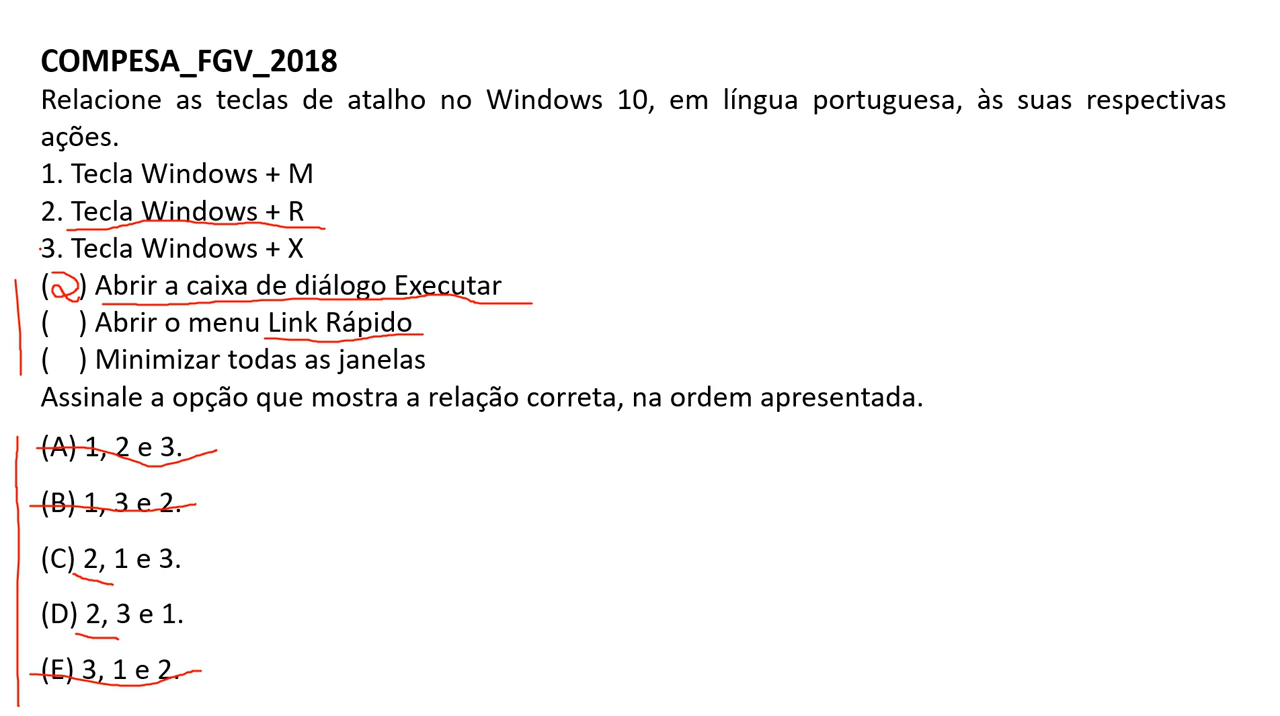 COMPESA_FGV_2018
Relacione as teclas de atalho no Windows 10, em língua portuguesa, às suas respectivas
ações.
1. Tecla Windows + M
2. Tecla Windows + R
3. Tecla Windows + X
(2) Abrir a caixa de diálogo Executar
( ) Abrir o menu Link Rápido
( ) Minimizar todas as janelas
Assinale a opção que mostra a relação correta, na ordem apresentada.
(A) 1, 2 e 3.
(B) 1, 3 e 2.
(C) 2, 1 e 3.
(D) 2, 3 e 1.
(E) 3, 1 e 2.